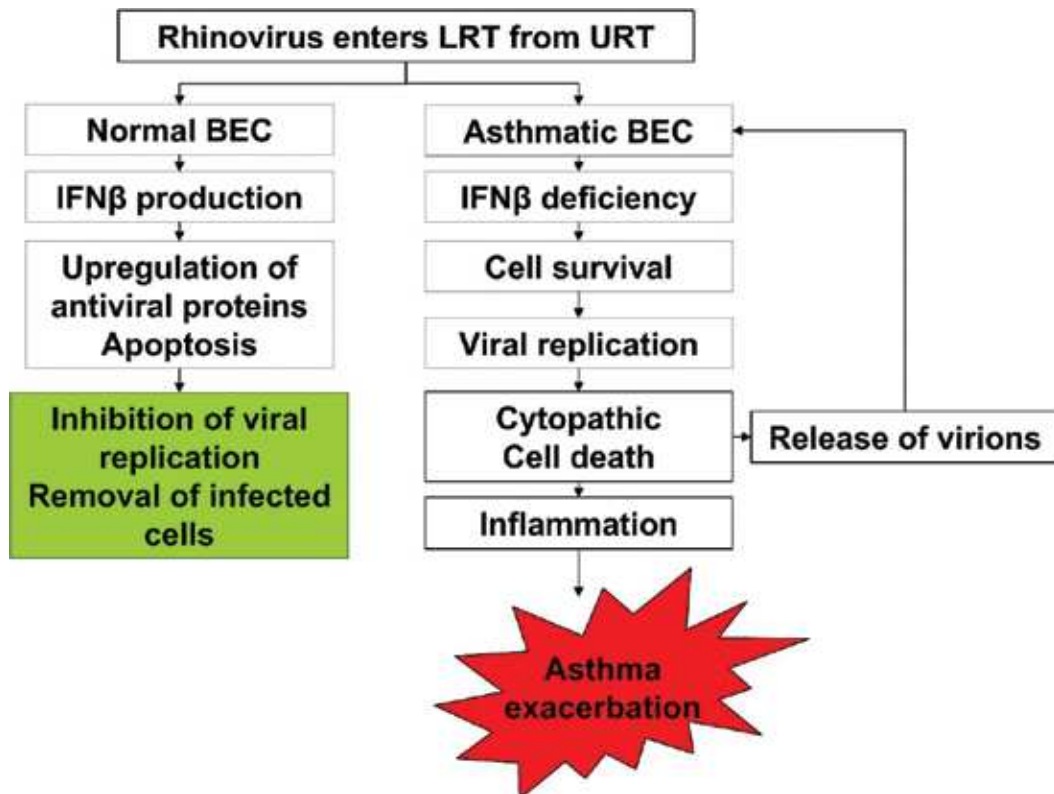 Rhinovirus enters LRT from URT
Normal BEC
IFNβ production
Upregulation of
antiviral proteins
Apoptosis
Inhibition of viral
replication
Removal of infected
cells
Asthmatic BEC
IFNβ deficiency
Cell survival
Viral replication
Cytopathic
Cell death
Release of virions
Inflammation
Asthma
exacerbation